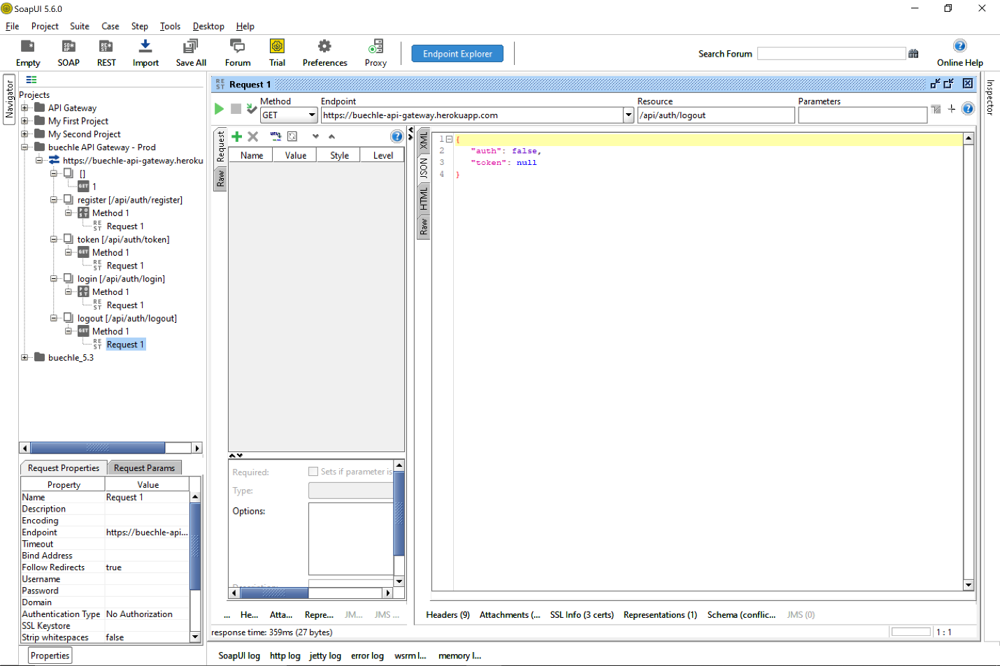 SoapUI 5.6.0
File Project Suite Case Step Tools Desktop Help
Empty SOAP REST Import Save All Forum Trial Preferences Proxy Endpoint Explorer Search Forum Online Help
Navigator
Projects
API Gateway
My First Project
My Second Project
buechle API Gateway - Prod
https://buechle-api-gateway.heroku
[]
GET 1
register [/api/auth/register]
Method 1
REST Request 1
token [/api/auth/token]
GET Method 1
REST Request 1
login [/api/auth/login]
Method 1
REST Request 1
logout [/api/auth/logout]
GET Method 1
REST Request 1
buechle_5.3
Request Properties Request Params
Property Value
Name Request 1
Description
Encoding
Endpoint https://buechle-api...
Timeout
Bind Address
Follow Redirects true
Username
Password
Domain
Authentication Type No Authorization
SSL Keystore
Strip whitespaces false
Properties
REST Request 1
Method Endpoint Resource Parameters
GET https://buechle-api-gateway.herokuapp.com /api/auth/logout
Request
Raw
Name Value Style Level
Required: Sets if parameter is
Type:
Options:
... He... Atta... Repre... JM... JMS ...
XML
JSON
HTML
Raw
1 {
2 "auth": false,
3 "token": null
4 }
Headers (9) Attachments (... SSL Info (3 certs) Representations (1) Schema (conflic... JMS (0)
response time: 359ms (27 bytes) 1 : 1
SoapUI log http log jetty log error log wsrm l... memory l...
Inspector